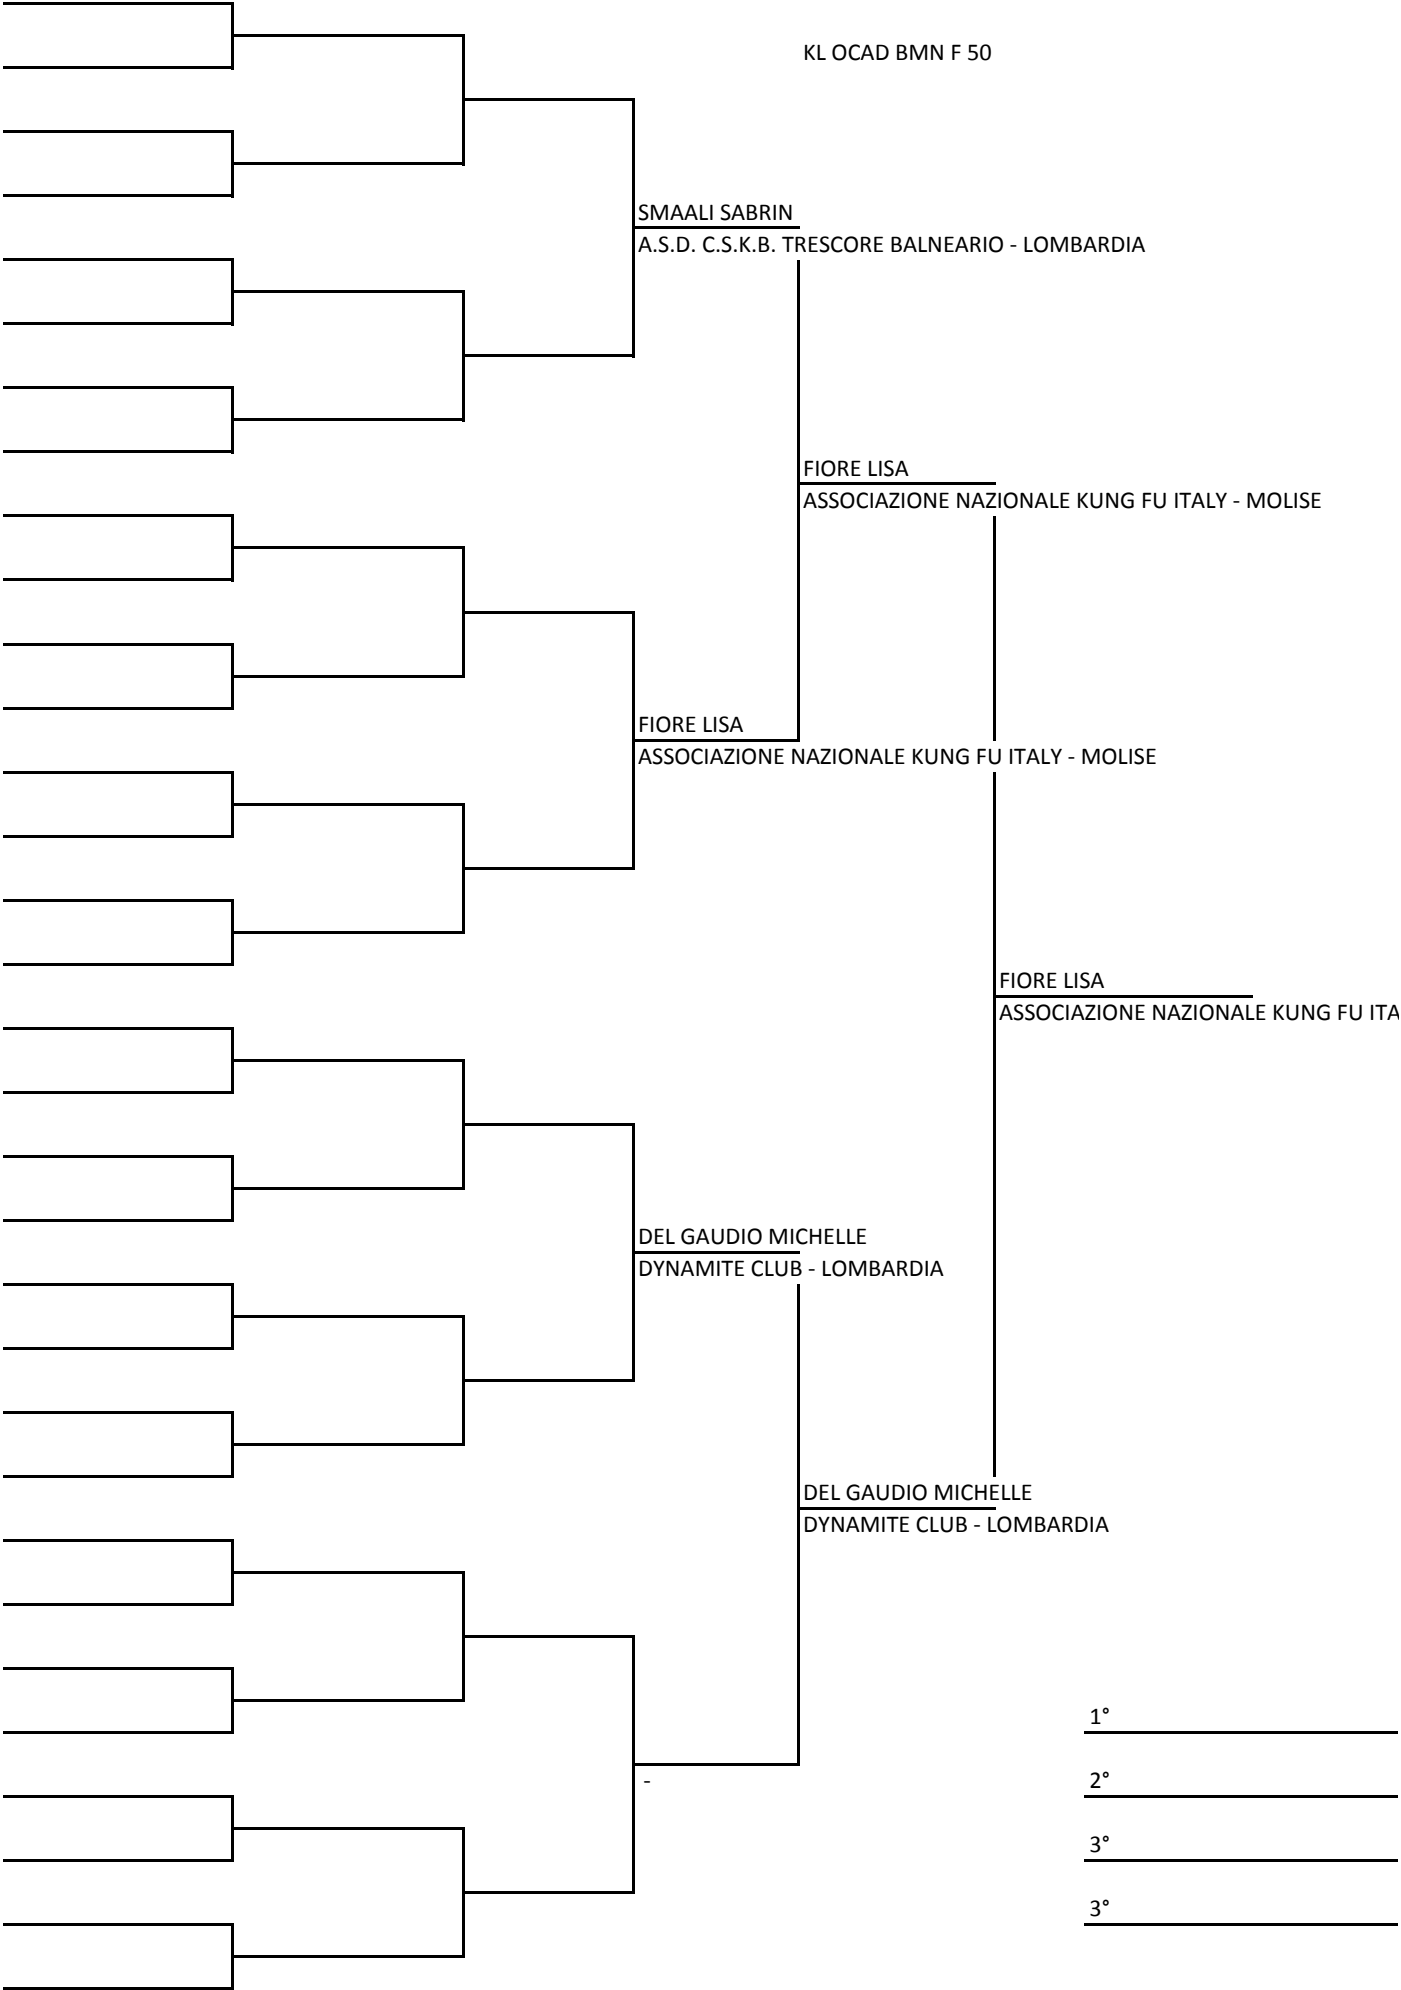 KL OCAD BMN F 50
SMAALI SABRIN
A.S.D. C.S.K.B. TRESCORE BALNEARIO - LOMBARDIA
FIORE LISA
ASSOCIAZIONE NAZIONALE KUNG FU ITALY - MOLISE
FIORE LISA
ASSOCIAZIONE NAZIONALE KUNG FU ITALY - MOLISE
FIORE LISA
ASSOCIAZIONE NAZIONALE KUNG FU ITA
DEL GAUDIO MICHELLE
DYNAMITE CLUB - LOMBARDIA
DEL GAUDIO MICHELLE
DYNAMITE CLUB - LOMBARDIA
1°
-
2°
3°
3°